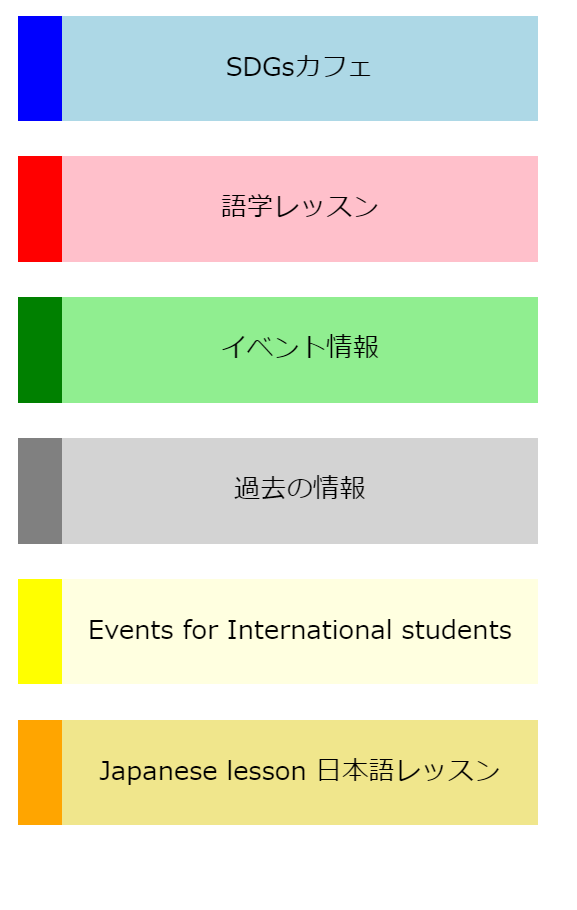 SDGsカフェ
語学レッスン
イベント情報
過去の情報
Events for International students
Japanese lesson 日本語レッスン